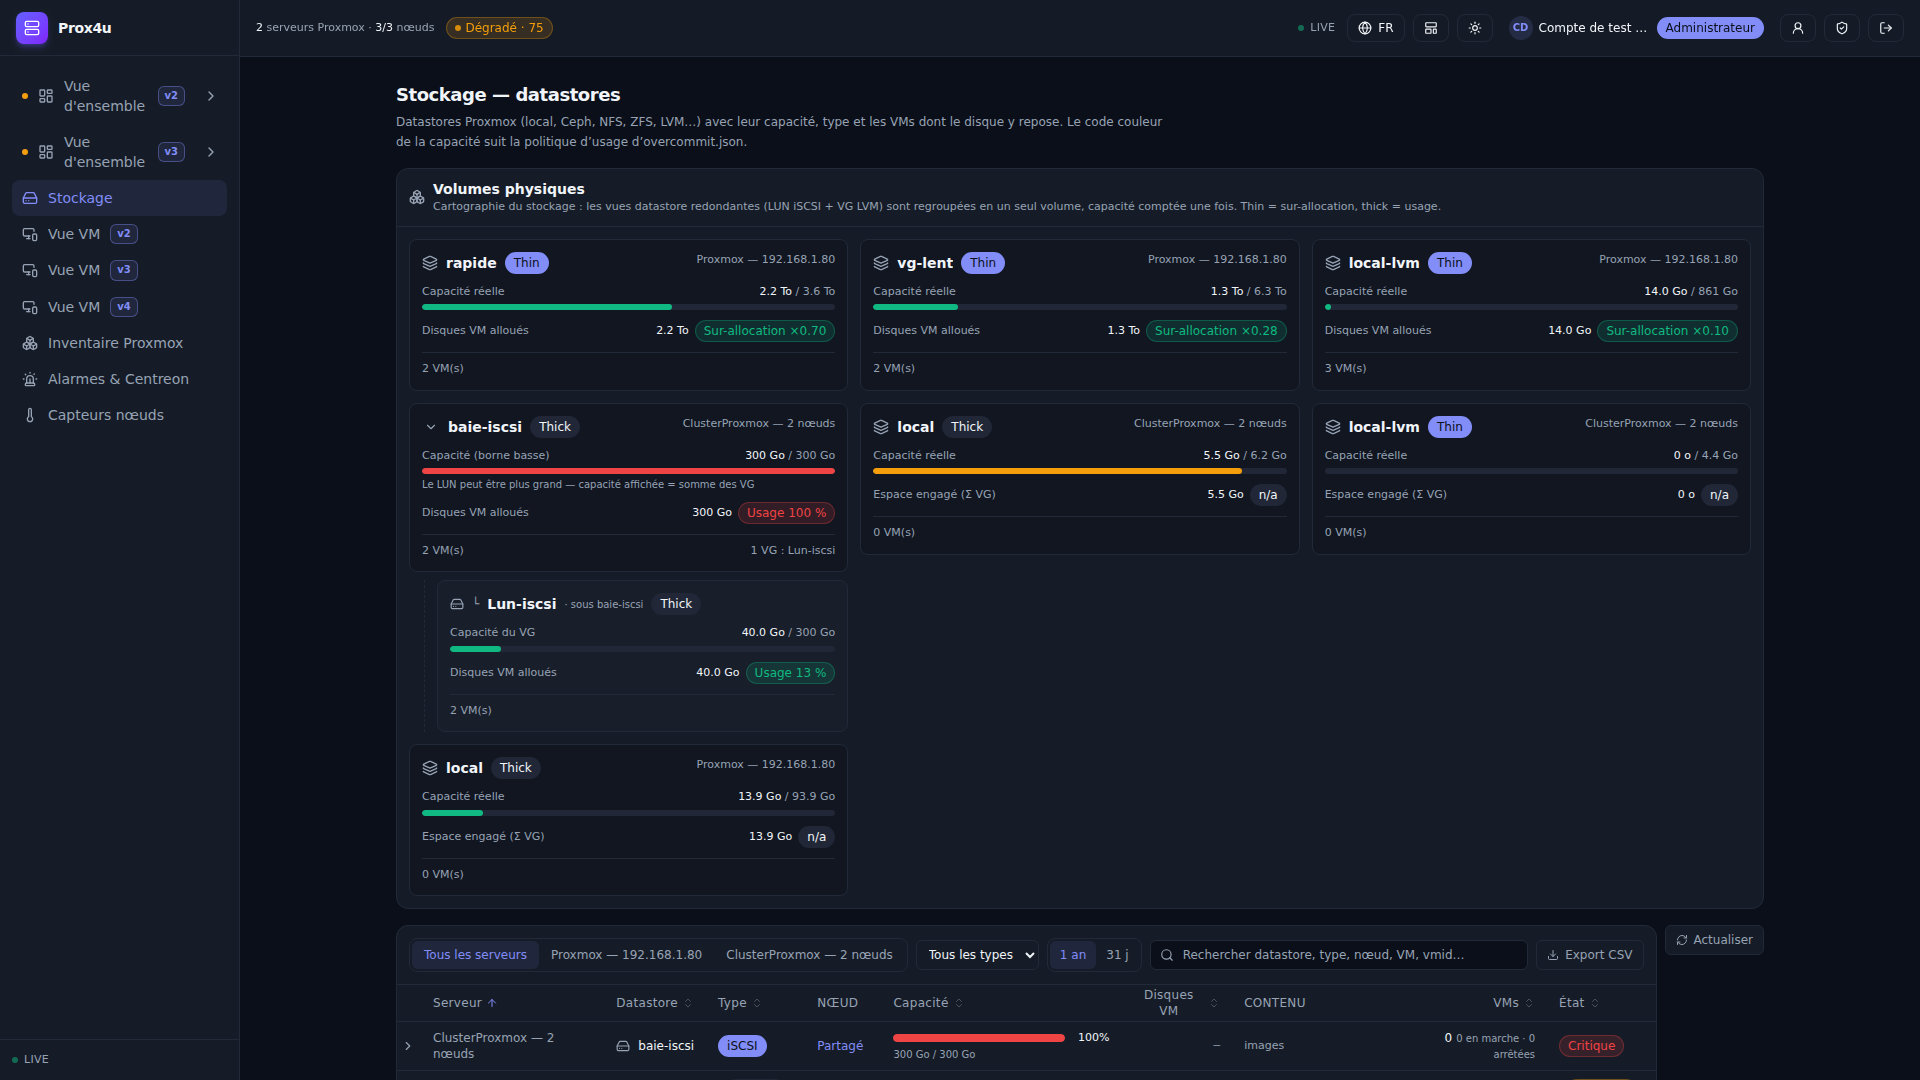 Prox4u
2 serveurs Proxmox · 3/3 nœuds
Dégradé · 75
LIVE
FR
CD
Compte de test …
Administrateur
Vue d'ensemble
v2
Vue d'ensemble
v3
Stockage
Vue VM
v2
Vue VM
v3
Vue VM
v4
Inventaire Proxmox
Alarmes & Centreon
Capteurs nœuds
LIVE
Stockage — datastores
Datastores Proxmox (local, Ceph, NFS, ZFS, LVM…) avec leur capacité, type et les VMs dont le disque y repose. Le code couleur
de la capacité suit la politique d’usage d’overcommit.json.
Volumes physiques
Cartographie du stockage : les vues datastore redondantes (LUN iSCSI + VG LVM) sont regroupées en un seul volume, capacité comptée une fois. Thin = sur-allocation, thick = usage.
rapide Thin Proxmox — 192.168.1.80
Capacité réelle 2.2 To / 3.6 To
Disques VM alloués 2.2 To Sur-allocation ×0.70
2 VM(s)
vg-lent Thin Proxmox — 192.168.1.80
Capacité réelle 1.3 To / 6.3 To
Disques VM alloués 1.3 To Sur-allocation ×0.28
2 VM(s)
local-lvm Thin Proxmox — 192.168.1.80
Capacité réelle 14.0 Go / 861 Go
Disques VM alloués 14.0 Go Sur-allocation ×0.10
3 VM(s)
baie-iscsi Thick ClusterProxmox — 2 nœuds
Capacité (borne basse) 300 Go / 300 Go
Le LUN peut être plus grand — capacité affichée = somme des VG
Disques VM alloués 300 Go Usage 100 %
2 VM(s) 1 VG : Lun-iscsi
local Thick ClusterProxmox — 2 nœuds
Capacité réelle 5.5 Go / 6.2 Go
Espace engagé (Σ VG) 5.5 Go n/a
0 VM(s)
local-lvm Thin ClusterProxmox — 2 nœuds
Capacité réelle 0 o / 4.4 Go
Espace engagé (Σ VG) 0 o n/a
0 VM(s)
└ Lun-iscsi · sous baie-iscsi Thick
Capacité du VG 40.0 Go / 300 Go
Disques VM alloués 40.0 Go Usage 13 %
2 VM(s)
local Thick Proxmox — 192.168.1.80
Capacité réelle 13.9 Go / 93.9 Go
Espace engagé (Σ VG) 13.9 Go n/a
0 VM(s)
Tous les serveurs Proxmox — 192.168.1.80 ClusterProxmox — 2 nœuds Tous les types 1 an 31 j Rechercher datastore, type, nœud, VM, vmid… Export CSV Actualiser
Serveur Datastore Type NŒUD Capacité Disques VM CONTENU VMs État
ClusterProxmox — 2 nœuds baie-iscsi iSCSI Partagé 100% – images 0 0 en marche · 0 arrêtées Critique
300 Go / 300 Go